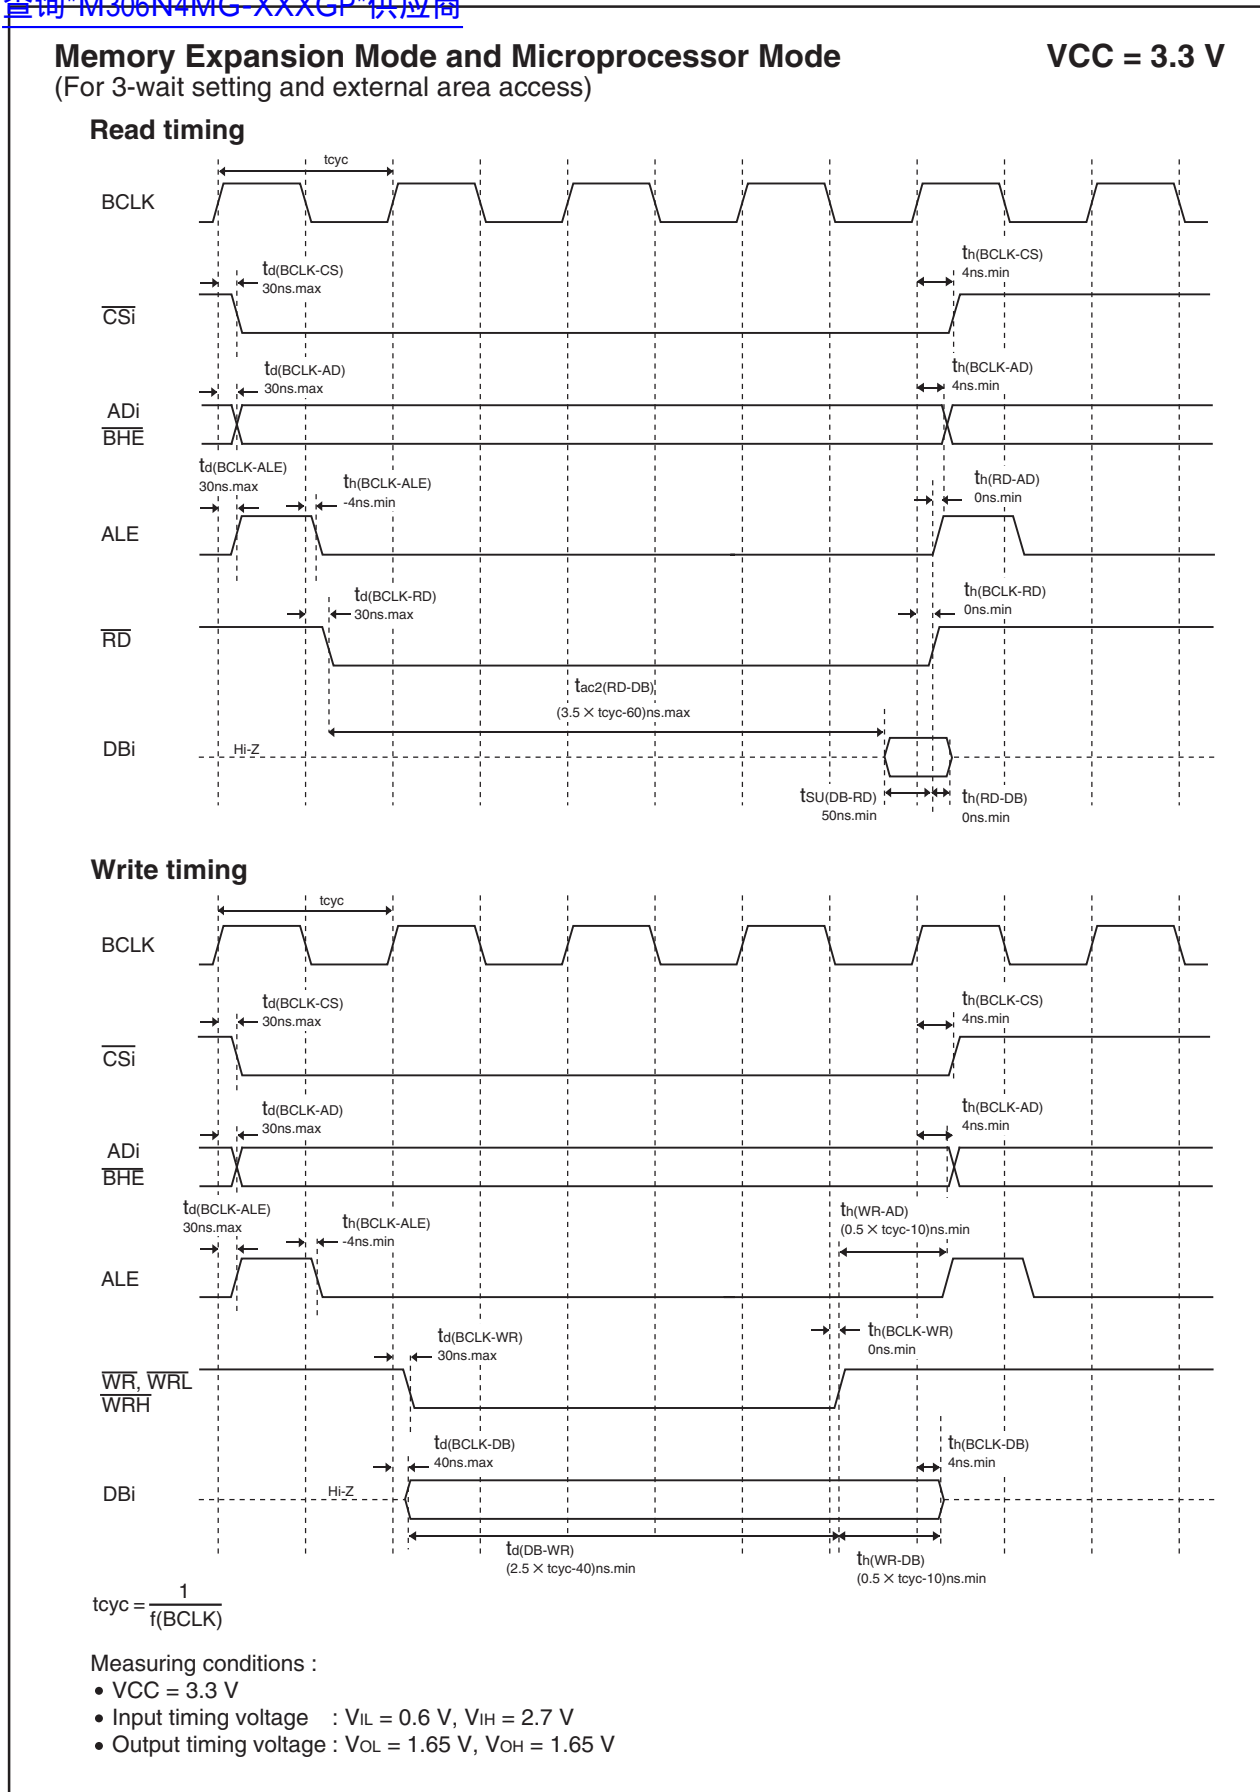 查询"M306N4MG-XXXGP"供应商
Memory Expansion Mode and Microprocessor Mode VCC = 3.3 V
(For 3-wait setting and external area access)
Read timing
tcyc
BCLK
td(BCLK-CS)
30ns.max
th(BCLK-CS)
4ns.min
CSi
td(BCLK-AD)
30ns.max
th(BCLK-AD)
4ns.min
ADi
BHE
td(BCLK-ALE)
30ns.max
th(BCLK-ALE)
-4ns.min
th(RD-AD)
0ns.min
ALE
td(BCLK-RD)
30ns.max
th(BCLK-RD)
0ns.min
RD
tac2(RD-DB)
(3.5 × tcyc-60)ns.max
DBi
Hi-Z
tSU(DB-RD)
50ns.min
th(RD-DB)
0ns.min
Write timing
tcyc
BCLK
td(BCLK-CS)
30ns.max
th(BCLK-CS)
4ns.min
CSi
td(BCLK-AD)
30ns.max
th(BCLK-AD)
4ns.min
ADi
BHE
td(BCLK-ALE)
30ns.max
th(BCLK-ALE)
-4ns.min
th(WR-AD)
(0.5 × tcyc-10)ns.min
ALE
td(BCLK-WR)
30ns.max
th(BCLK-WR)
0ns.min
WR, WRL
WRH
td(BCLK-DB)
40ns.max
th(BCLK-DB)
4ns.min
DBi
Hi-Z
td(DB-WR)
(2.5 × tcyc-40)ns.min
th(WR-DB)
(0.5 × tcyc-10)ns.min
tcyc = 1
f(BCLK)
Measuring conditions :
• VCC = 3.3 V
• Input timing voltage : VIL = 0.6 V, VIH = 2.7 V
• Output timing voltage : VOL = 1.65 V, VOH = 1.65 V